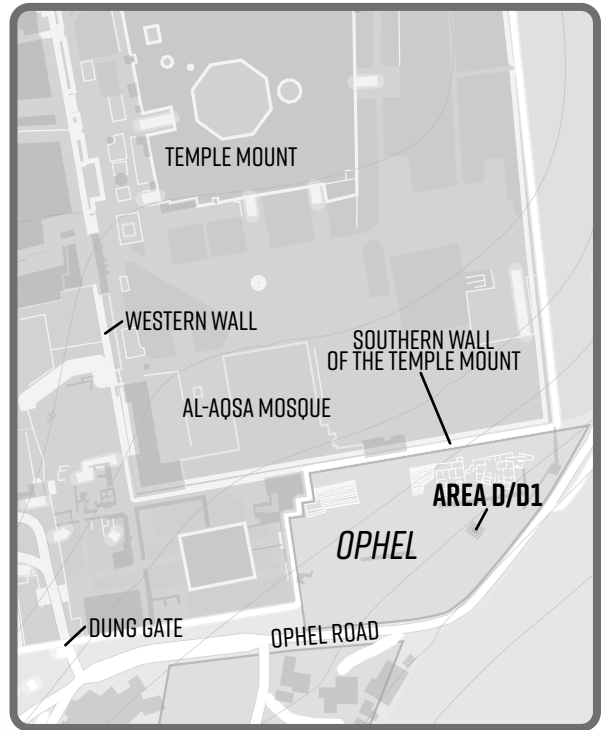 TEMPLE MOUNT
WESTERN WALL
SOUTHERN WALL
OF THE TEMPLE MOUNT
AL-AQSA MOSQUE
AREA D/D1
OPHEL
DUNG GATE
OPHEL ROAD